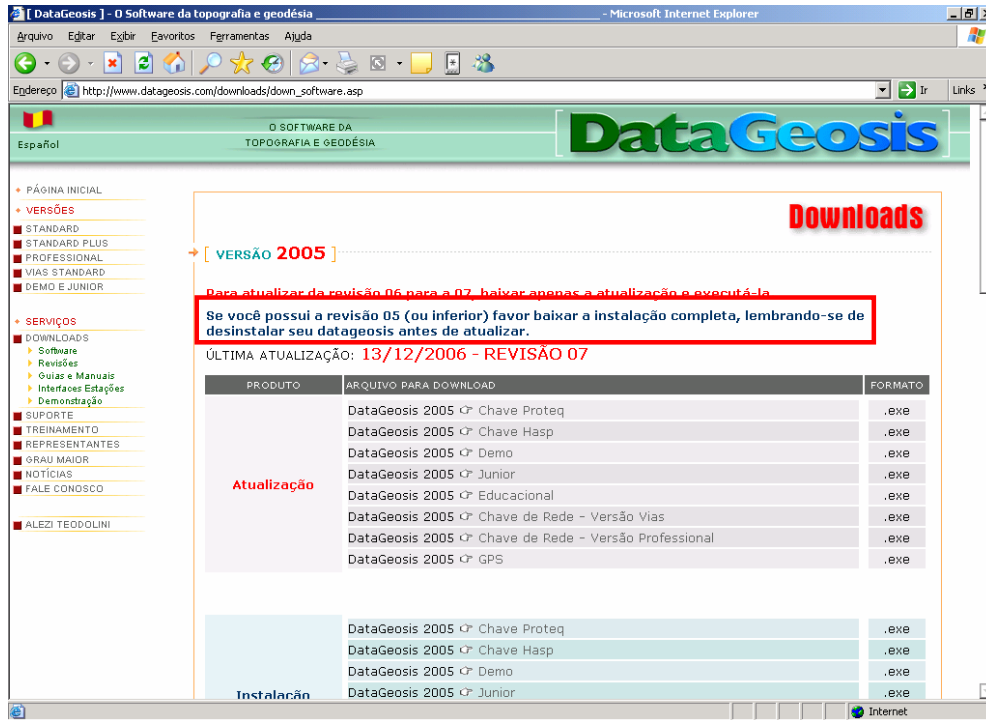 [ DataGeosis ] - O Software da topografia e geodésia ___ - Microsoft Internet Explorer
Arquivo Editar Exibir Favoritos Ferramentas Ajuda
Endereço http://www.datageosis.com/downloads/down_software.asp Ir Links
Español
O SOFTWARE DA
TOPOGRAFIA E GEODÉSIA
[DataGeosis]
PÁGINA INICIAL
VERSÕES
STANDARD
STANDARD PLUS
PROFESSIONAL
VIAS STANDARD
DEMO E JUNIOR
SERVIÇOS
DOWNLOADS
Software
Revisões
Guias e Manuais
Interfaces Estações
Demonstração
SUPORTE
TREINAMENTO
REPRESENTANTES
GRAU MAIOR
NOTÍCIAS
FALE CONOSCO
ALEZI TEODOLINI
Downloads
[ VERSÃO 2005 ]
Para atualizar da revisão 06 para a 07, baixar apenas a atualização e executá-la
Se você possui a revisão 05 (ou inferior) favor baixar a instalação completa, lembrando-se de
desinstalar seu datageosis antes de atualizar.
ÚLTIMA ATUALIZAÇÃO: 13/12/2006 - REVISÃO 07
PRODUTO ARQUIVO PARA DOWNLOAD FORMATO
Atualização
DataGeosis 2005 Chave Proteq .exe
DataGeosis 2005 Chave Hasp .exe
DataGeosis 2005 Demo .exe
DataGeosis 2005 Junior .exe
DataGeosis 2005 Educacional .exe
DataGeosis 2005 Chave de Rede - Versão Vias .exe
DataGeosis 2005 Chave de Rede - Versão Professional .exe
DataGeosis 2005 GPS .exe
Instalação
DataGeosis 2005 Chave Proteq .exe
DataGeosis 2005 Chave Hasp .exe
DataGeosis 2005 Demo .exe
DataGeosis 2005 Junior .exe
Internet